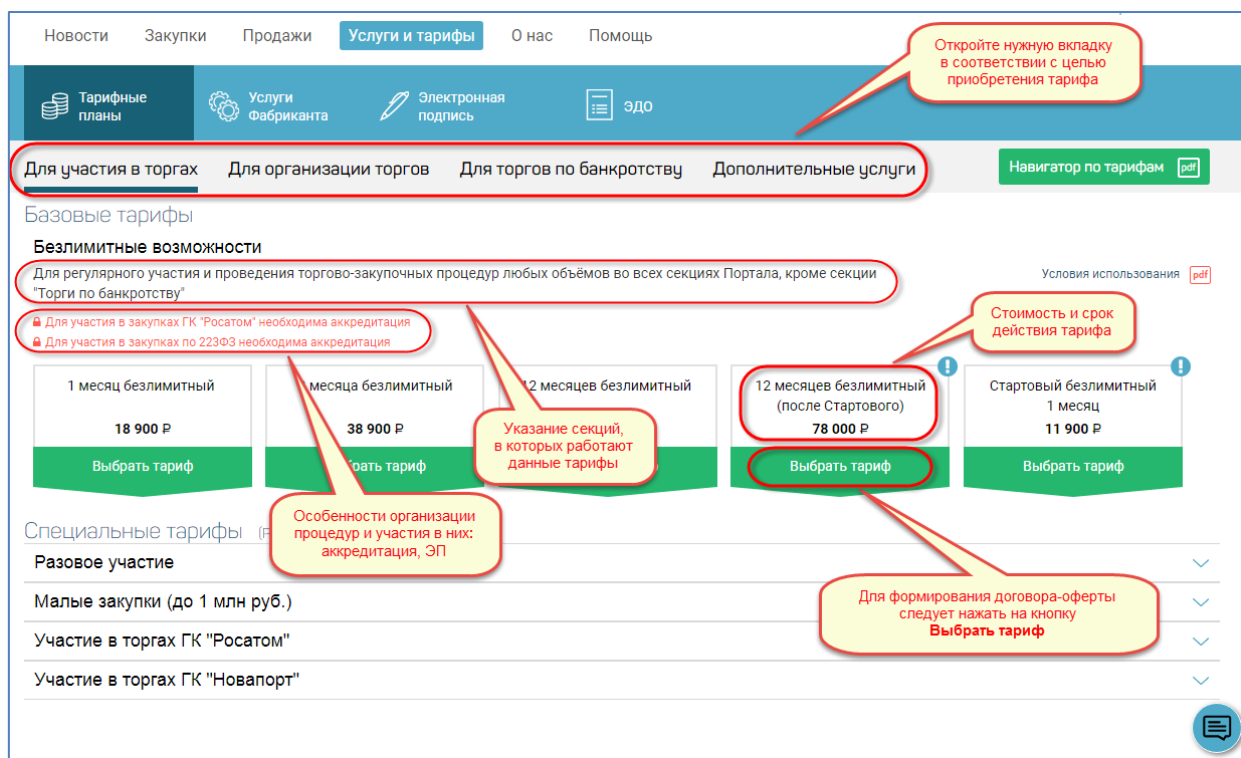 Новости Закупки Продажи Услуги и тарифы О нас Помощь
Откройте нужную вкладку
в соответствии с целью
приобретения тарифа
Тарифные
планы
Услуги
Фабриканта
Электронная
подпись
ЭДО
Для участия в торгах Для организации торгов Для торгов по банкротству Дополнительные услуги
Навигатор по тарифам pdf
Базовые тарифы
Безлимитные возможности
Для регулярного участия и проведения торгово-закупочных процедур любых объёмов во всех секциях Портала, кроме секции
"Торги по банкротству"
Условия использования pdf
Для участия в закупках ГК "Росатом" необходима аккредитация
Для участия в закупках по 223ФЗ необходима аккредитация
Стоимость и срок
действия тарифа
1 месяц безлимитный
18 900 ₽
Выбрать тариф
месяца безлимитный
38 900 ₽
тариф
12 месяцев безлимитный
12 месяцев безлимитный
(после Стартового)
78 000 ₽
Выбрать тариф
Стартовый безлимитный
1 месяц
11 900 ₽
Выбрать тариф
Указание секций,
в которых работают
данные тарифы
Особенности организации
процедур и участия в них:
аккредитация, ЭП
Специальные тарифы
Разовое участие
Малые закупки (до 1 млн руб.)
Участие в торгах ГК "Росатом"
Участие в торгах ГК "Новапорт"
Для формирования договора-оферты
следует нажать на кнопку
Выбрать тариф